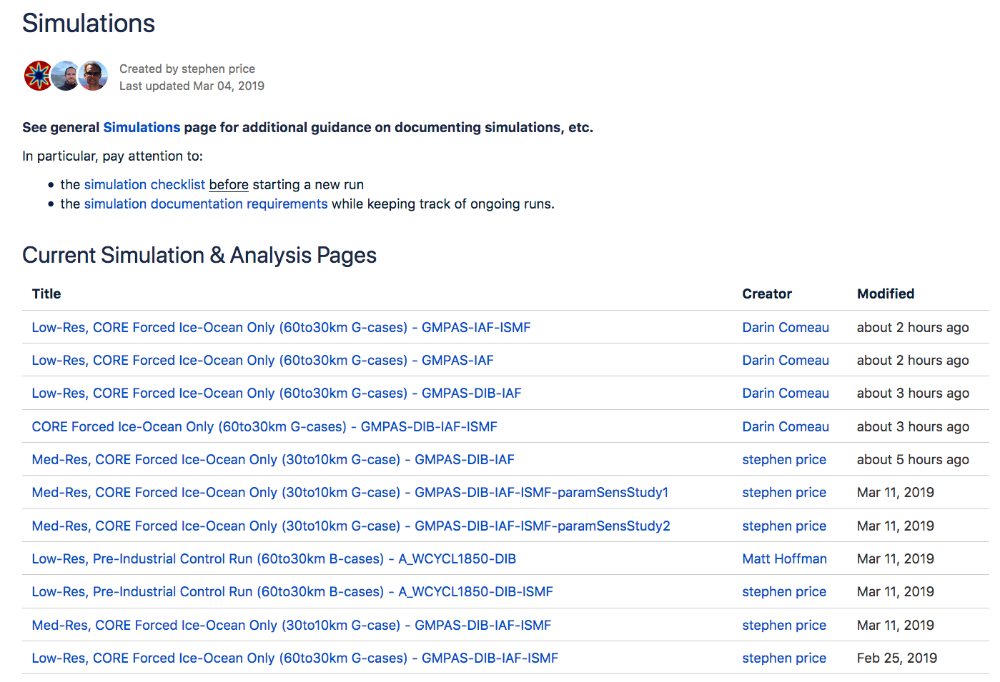 Simulations
Created by stephen price
Last updated Mar 04, 2019
See general Simulations page for additional guidance on documenting simulations, etc.
In particular, pay attention to:
• the simulation checklist before starting a new run
• the simulation documentation requirements while keeping track of ongoing runs.
Current Simulation & Analysis Pages
Title Creator Modified
Low-Res, CORE Forced Ice-Ocean Only (60to30km G-cases) - GMPAS-IAF-ISMF Darin Comeau about 2 hours ago
Low-Res, CORE Forced Ice-Ocean Only (60to30km G-cases) - GMPAS-IAF Darin Comeau about 2 hours ago
Low-Res, CORE Forced Ice-Ocean Only (60to30km G-cases) - GMPAS-DIB-IAF Darin Comeau about 3 hours ago
CORE Forced Ice-Ocean Only (60to30km G-cases) - GMPAS-DIB-IAF-ISMF Darin Comeau about 3 hours ago
Med-Res, CORE Forced Ice-Ocean Only (30to10km G-case) - GMPAS-DIB-IAF stephen price about 5 hours ago
Med-Res, CORE Forced Ice-Ocean Only (30to10km G-case) - GMPAS-DIB-IAF-ISMF-paramSensStudy1 stephen price Mar 11, 2019
Med-Res, CORE Forced Ice-Ocean Only (30to10km G-case) - GMPAS-DIB-IAF-ISMF-paramSensStudy2 stephen price Mar 11, 2019
Low-Res, Pre-Industrial Control Run (60to30km B-cases) - A_WCYCL1850-DIB Matt Hoffman Mar 11, 2019
Low-Res, Pre-Industrial Control Run (60to30km B-cases) - A_WCYCL1850-DIB-ISMF stephen price Mar 11, 2019
Med-Res, CORE Forced Ice-Ocean Only (30to10km G-case) - GMPAS-DIB-IAF-ISMF stephen price Mar 11, 2019
Low-Res, CORE Forced Ice-Ocean Only (60to30km G-cases) - GMPAS-DIB-IAF-ISMF stephen price Feb 25, 2019